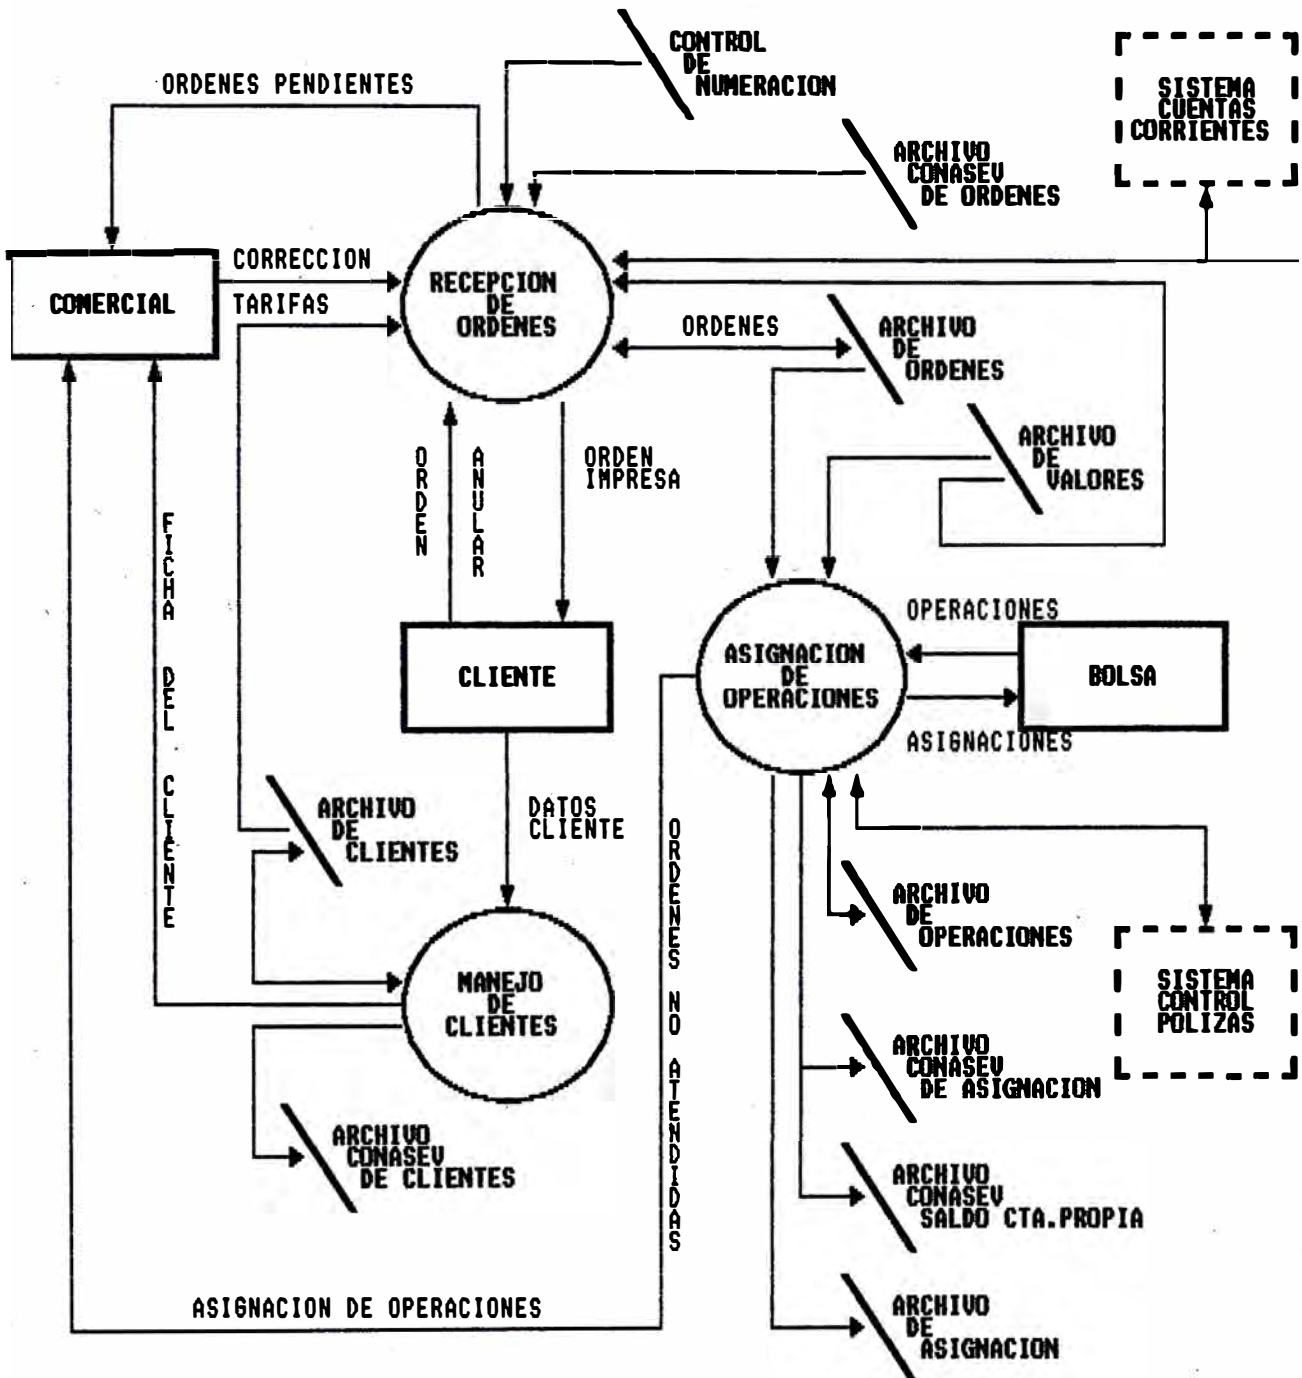 CONTROL
DE
NUMERACION
ORDENES PENDIENTES
SISTEMA
CUENTAS
CORRIENTES
ARCHIVO
CONASEV
DE ORDENES
CORRECCION
TARIFAS
COMERCIAL
RECEPCION
DE
ORDENES
ORDENES
ARCHIVO
DE
ORDENES
ARCHIVO
DE
VALORES
ORDEN
ANULAR
ORDEN
IMPRESA
FICHA DEL CLIENTE
CLIENTE
ASIGNACION
DE
OPERACIONES
OPERACIONES
BOLSA
ASIGNACIONES
ARCHIVO
DE
CLIENTES
DATOS
CLIENTE
ORDENES NO ATENDIDAS
ARCHIVO
DE
OPERACIONES
MANEJO
DE
CLIENTES
SISTEMA
CONTROL
POLIZAS
ARCHIVO
CONASEV
DE ASIGNACION
ARCHIVO
CONASEV
DE CLIENTES
ARCHIVO
CONASEV
SALDO CTA.PROPIA
ASIGNACION DE OPERACIONES
ARCHIVO
DE
ASIGNACION